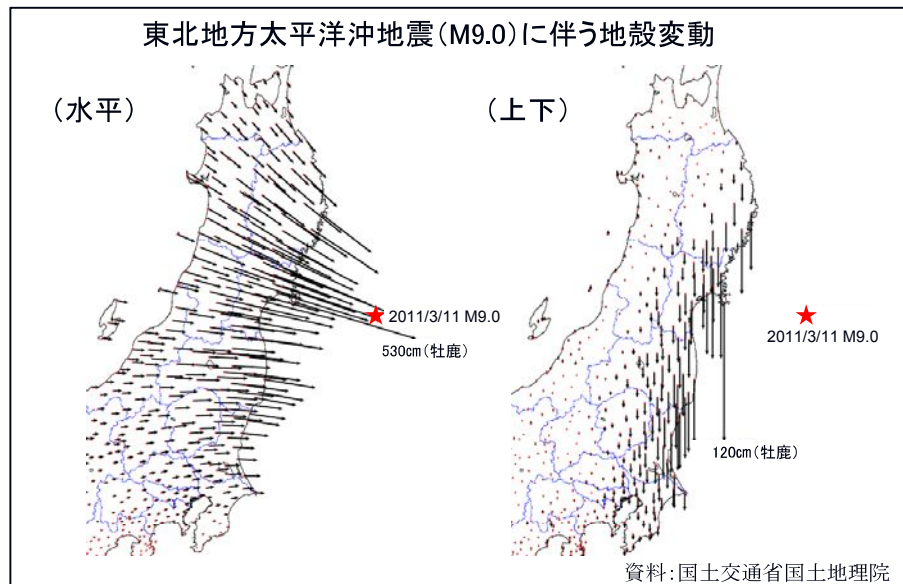 東北地方太平洋沖地震(M9.0)に伴う地殻変動
(水平)
(上下)
2011/3/11 M9.0
530cm(牡鹿)
2011/3/11 M9.0
120cm(牡鹿)
資料:国土交通省国土地理院